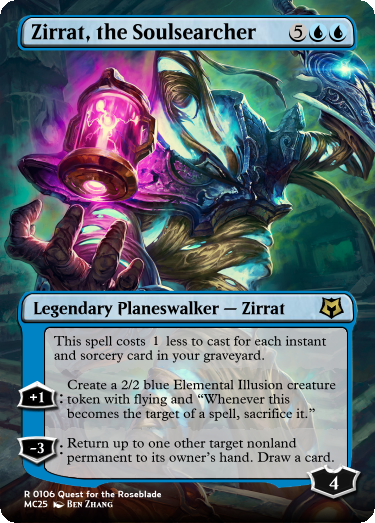 Zirrat, the Soulsearcher 5UU
Legendary Planeswalker — Zirrat
This spell costs 1 less to cast for each instant
and sorcery card in your graveyard.
+1: Create a 2/2 blue Elemental Illusion creature
token with flying and “Whenever this
becomes the target of a spell, sacrifice it.”
-3: Return up to one other target nonland
permanent to its owner's hand. Draw a card.
4
R 0106 Quest for the Roseblade
MC25 Ben Zhang